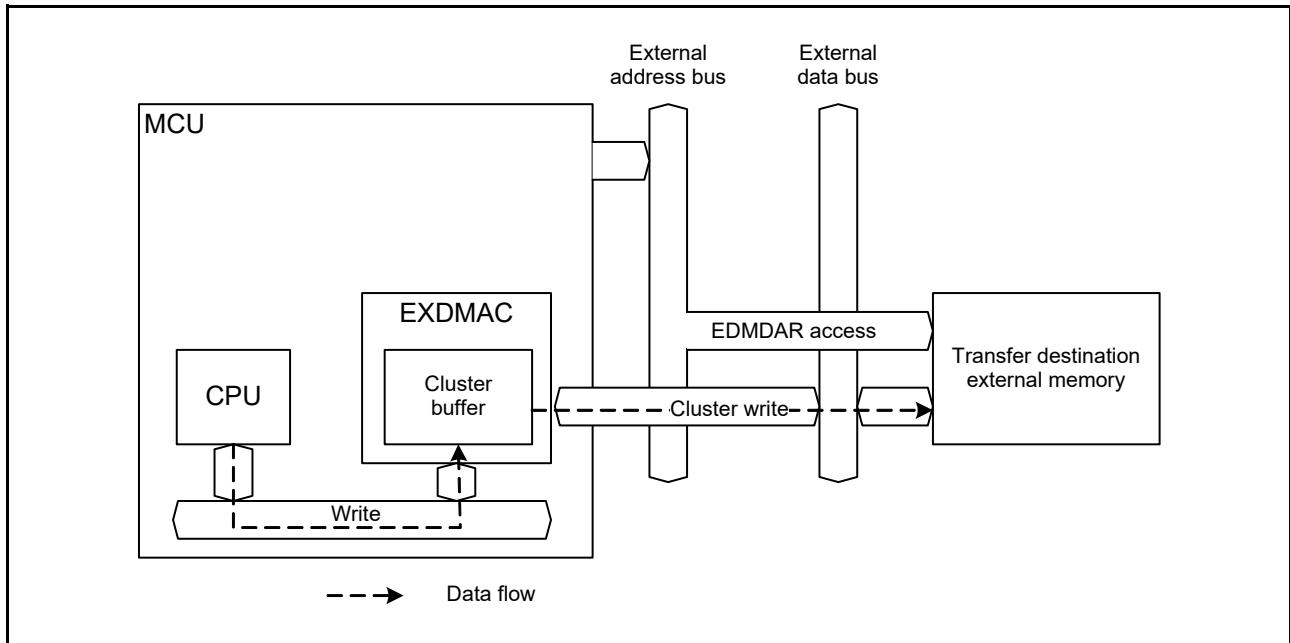 External
address bus
External
data bus
MCU
EXDMAC
EDMDAR access
Transfer destination
external memory
CPU
Cluster
buffer
Cluster write
Write
Data flow